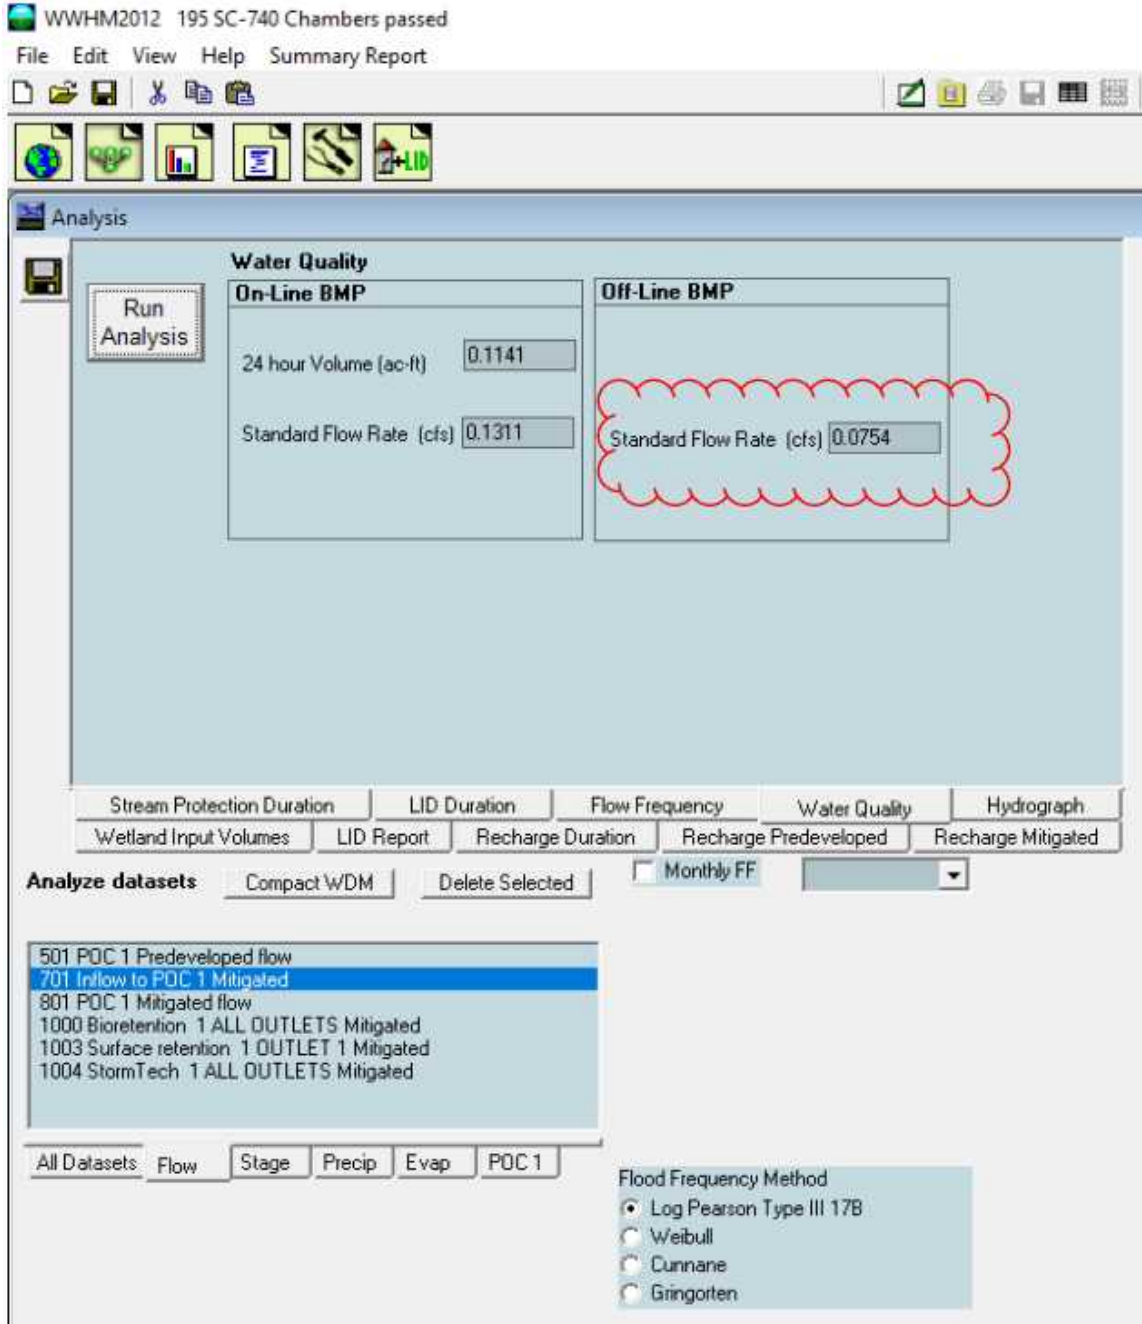 WWHM2012 195 SC-740 Chambers passed
File Edit View Help Summary Report
+LID
Analysis
Run
Analysis
Water Quality
On-Line BMP
24 hour Volume (ac-ft) 0.1141
Standard Flow Rate (cfs) 0.1311
Off-Line BMP
Standard Flow Rate (cfs) 0.0754
Stream Protection Duration LID Duration Flow Frequency Water Quality Hydrograph
Wetland Input Volumes LID Report Recharge Duration Recharge Predeveloped Recharge Mitigated
Analyze datasets Compact WDM Delete Selected Monthly FF
501 POC 1 Predeveloped flow
701 Inflow to POC 1 Mitigated
801 POC 1 Mitigated flow
1000 Bioretention 1 ALL OUTLETS Mitigated
1003 Surface retention 1 OUTLET 1 Mitigated
1004 StormTech 1 ALL OUTLETS Mitigated
All Datasets Flow Stage Precip Evap POC 1
Flood Frequency Method
Log Pearson Type III 17B
Weibull
Cunnane
Gringorten